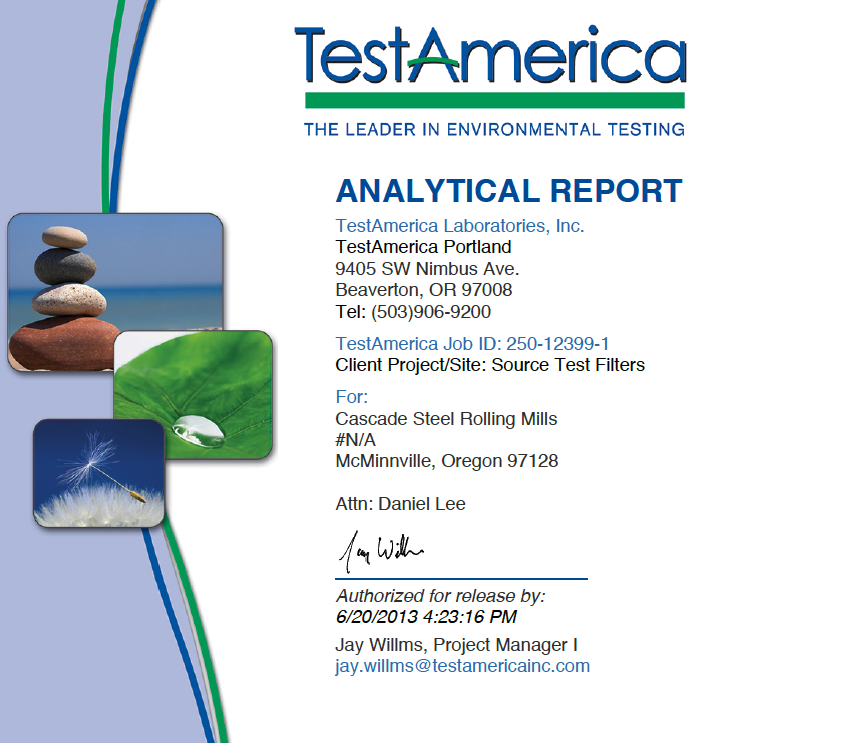 TestAmerica
THE LEADER IN ENVIRONMENTAL TESTING
ANALYTICAL REPORT
TestAmerica Laboratories, Inc.
TestAmerica Portland
9405 SW Nimbus Ave.
Beaverton, OR 97008
Tel: (503)906-9200
TestAmerica Job ID: 250-12399-1
Client Project/Site: Source Test Filters
For:
Cascade Steel Rolling Mills
#N/A
McMinnville, Oregon 97128
Attn: Daniel Lee
Jay Willms
Authorized for release by:
6/20/2013 4:23:16 PM
Jay Willms, Project Manager I
jay.willms@testamericainc.com